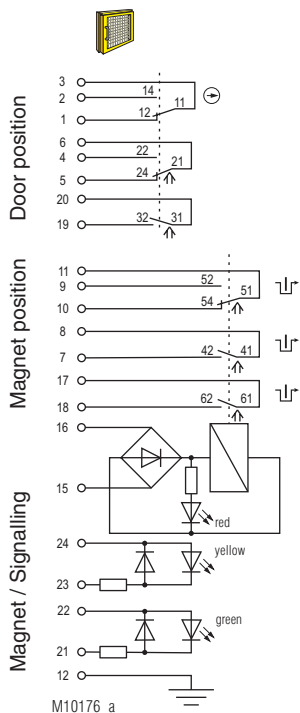 Door position
3
2 14
11
1 12
6
4 22
21
5 24
20
19 32 31
Magnet position
11
9 52
51
10 54
8
7 42 41
17
18 62 61
Magnet / Signalling
16
15
red
24
yellow
23
22
green
21
12
M10176_a